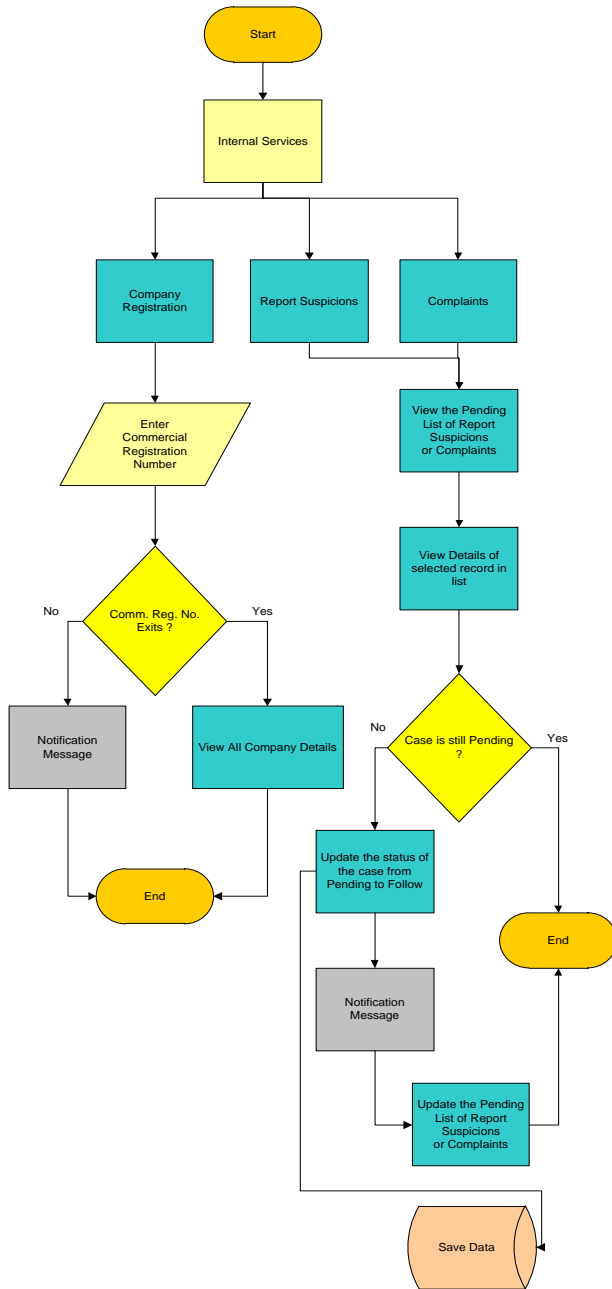 Start
Internal Services
Company
Registration
Report Suspicions
Complaints
Enter
Commercial
Registration
Number
View the Pending
List of Report
Suspicions
or Complaints
View Details of
selected record in
list
No
Comm. Reg. No.
Exits ?
Yes
Notification
Message
View All Company Details
No
Case is still Pending
?
Yes
Update the status of
the case from
Pending to Follow
End
End
Notification
Message
Update the Pending
List of Report
Suspicions
or Complaints
Save Data